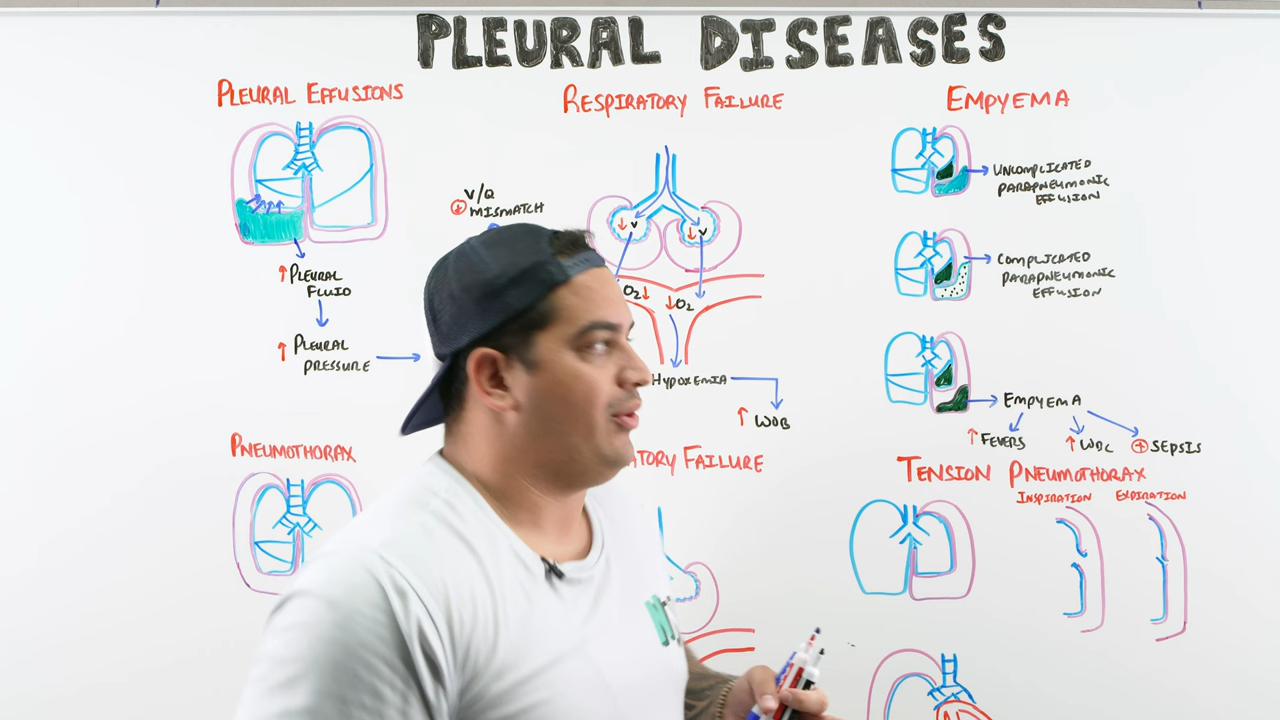 PLEURAL DISEASES
PLEURAL EFFUSIONS
↑ PLEURAL
FLUID
↑ PLEURAL
PRESSURE
V/Q
↓ MISMATCH
RESPIRATORY FAILURE
↓ V
↓ V
O2↓
↓O2
HYPOXEMIA
↑ WOB
EMPYEMA
UNCOMPLICATED
PARAPNEUMONIC
EFFUSION
COMPLICATED
PARAPNEUMONIC
EFFUSION
EMPYEMA
↑ FEVERS
↑ WBC
+ SEPSIS
PNEUMOTHORAX
FAILURE
TENSION PNEUMOTHORAX
INSPIRATION
EXPIRATION